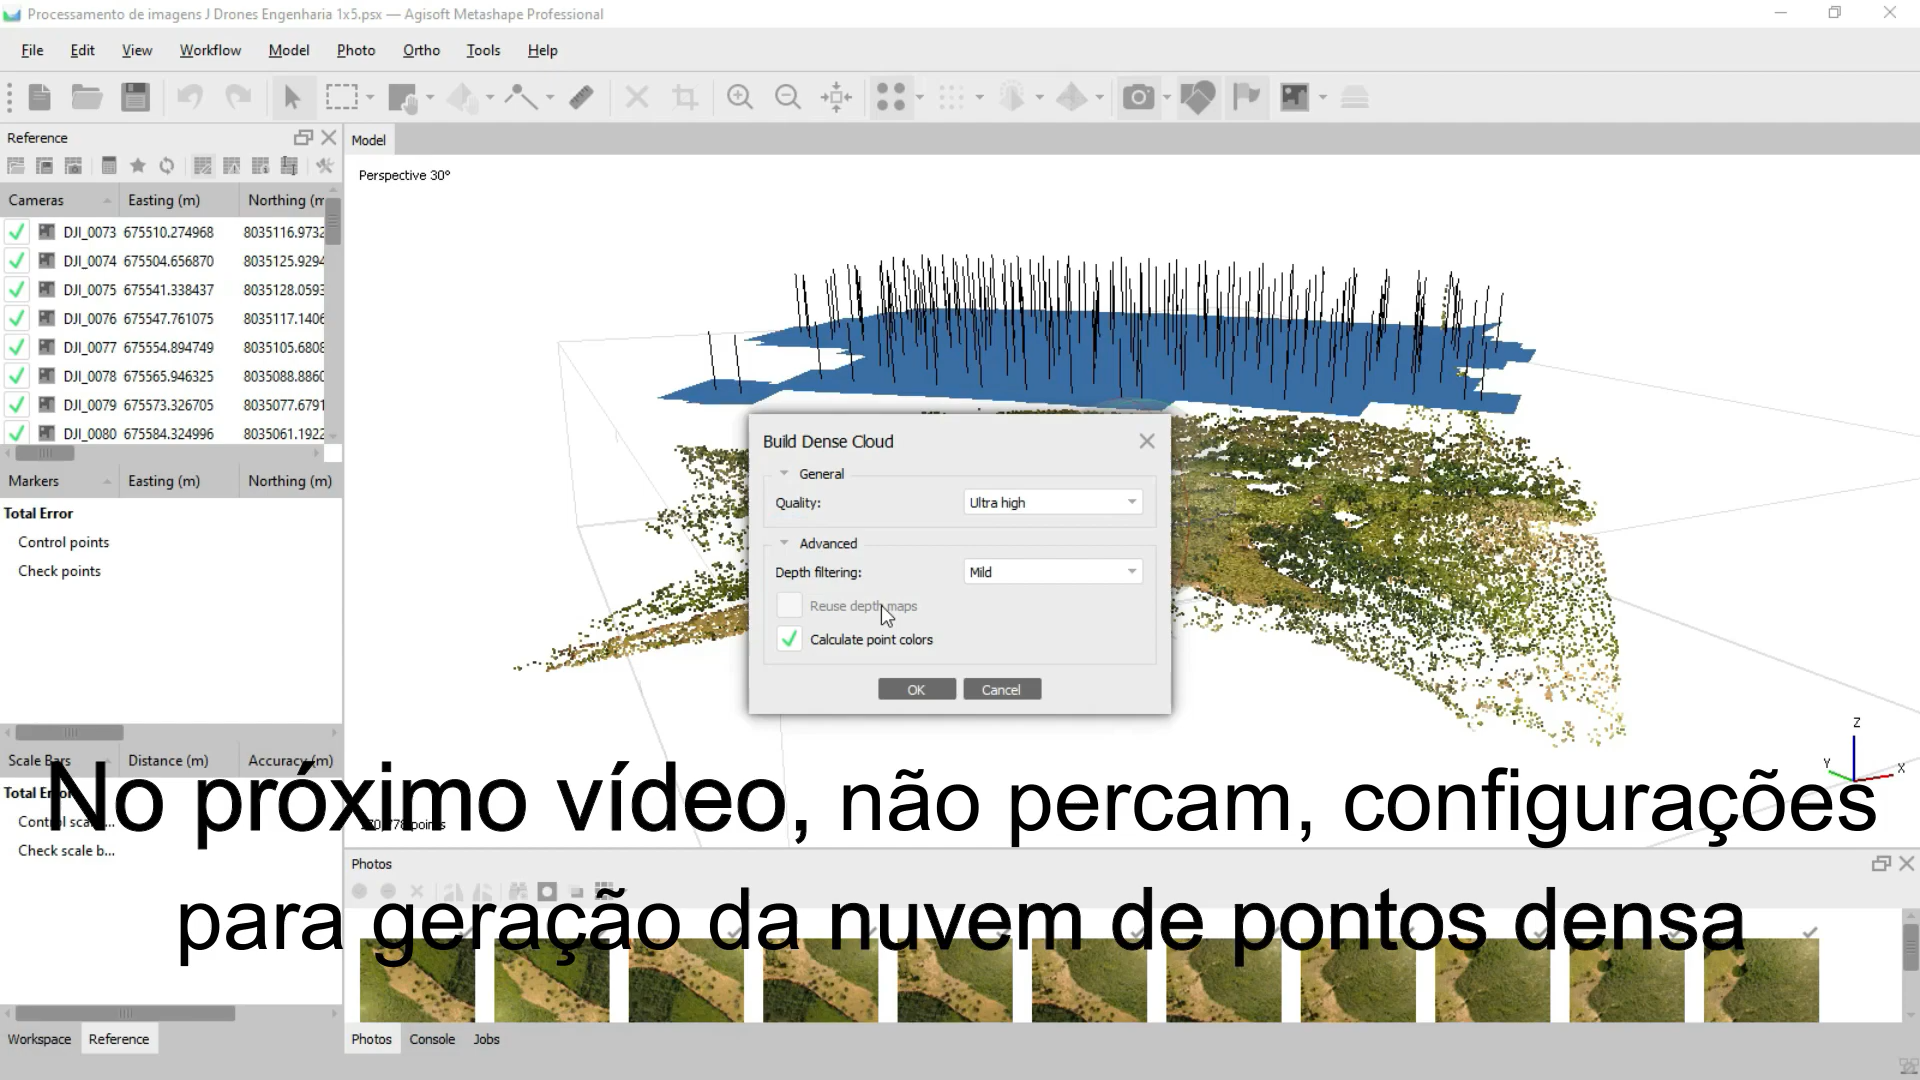 Processamento de imagens J Drones Engenharia 1x5.psx — Agisoft Metashape Professional
File Edit View Workflow Model Photo Ortho Tools Help
Reference
Model
Perspective 30°
Cameras Easting (m) Northing (m
DJI_0073 675510.274968 8035116.9732
DJI_0074 675504.656870 8035125.9294
DJI_0075 675541.338437 8035128.0593
DJI_0076 675547.761075 8035117.1406
DJI_0077 675554.894749 8035105.6808
DJI_0078 675565.946325 8035088.8860
DJI_0079 675573.326705 8035077.6791
DJI_0080 675584.324996 8035061.1922
Markers Easting (m) Northing (m)
Total Error
Control points
Check points
Build Dense Cloud
General
Quality: Ultra high
Advanced
Depth filtering: Mild
Reuse depth maps
Calculate point colors
OK Cancel
Z
Y X
Scale Bars Distance (m) Accuracy (m)
Total Error
Control sca...
Check scale b...
points
No próximo vídeo, não percam, configurações
para geração da nuvem de pontos densa
Photos
Workspace Reference
Photos Console Jobs